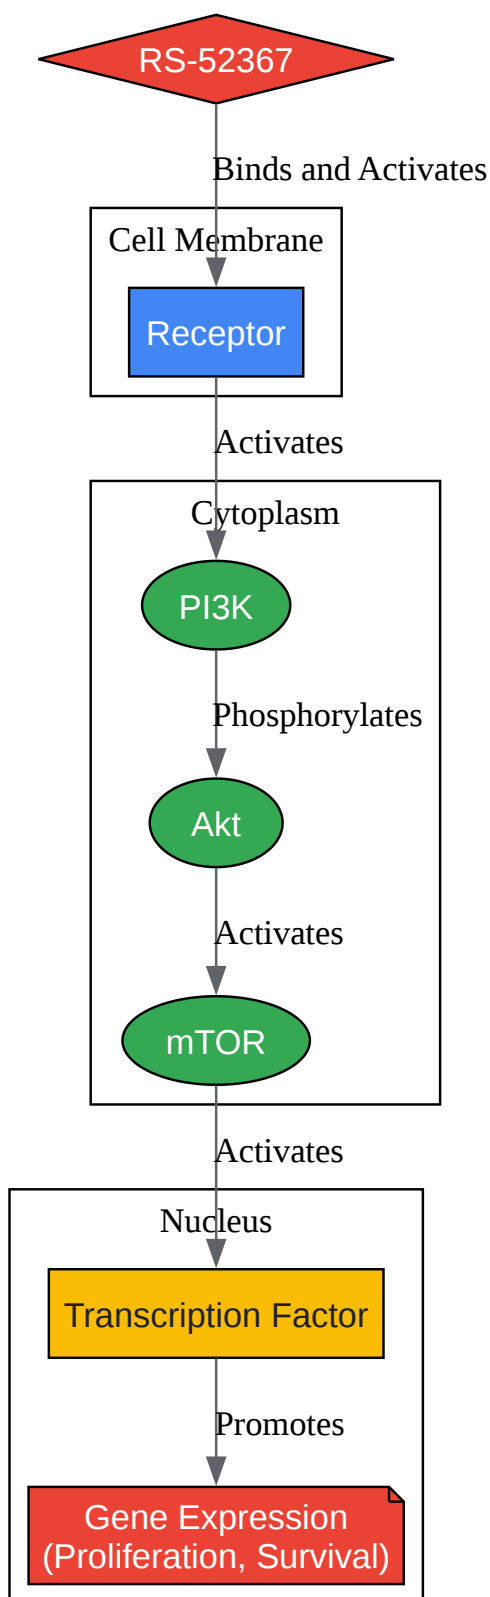 RS-52367
Binds and Activates
Cell Membrane
Receptor
Activates
Cytoplasm
PI3K
Phosphorylates
Akt
Activates
mTOR
Activates
Nucleus
Transcription Factor
Promotes
Gene Expression
(Proliferation, Survival)